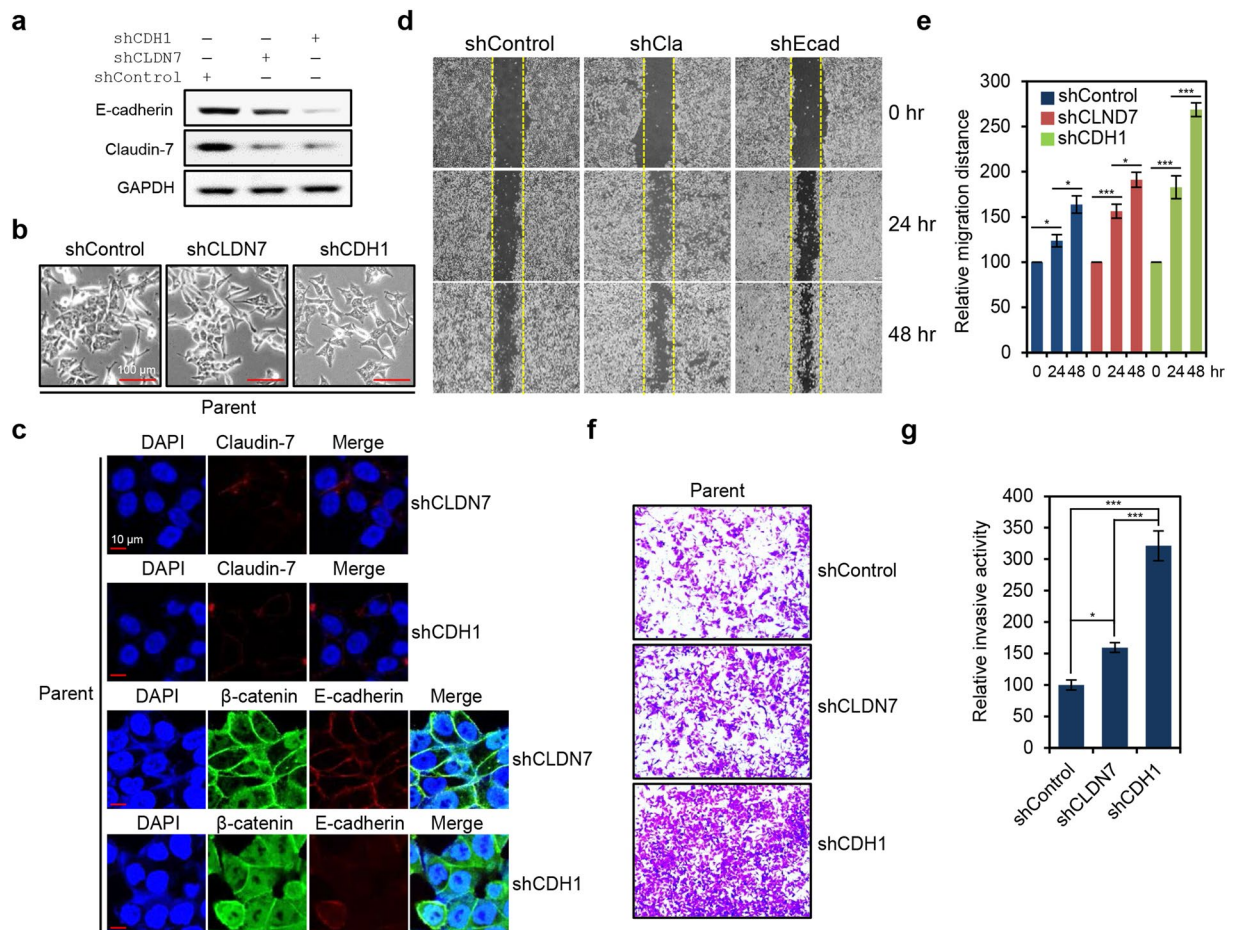 a
shCDH1 – – +
shCLDN7 – + –
shControl + – –
E-cadherin
Claudin-7
GAPDH
b
shControl shCLDN7 shCDH1
100 µm
Parent
c
DAPI Claudin-7 Merge
10 µm
shCLDN7
DAPI Claudin-7 Merge
shCDH1
Parent
DAPI β-catenin E-cadherin Merge
shCLDN7
DAPI β-catenin E-cadherin Merge
shCDH1
d
shControl shCla shEcad
0 hr
24 hr
48 hr
e
Relative migration distance
300
250
200
150
100
50
0
shControl
shCLND7
shCDH1
* * *** * *** ***
0 24 48 0 24 48 0 24 48 hr
f
Parent
shControl
shCLDN7
shCDH1
g
Relative invasive activity
400
350
300
250
200
150
100
50
0
***
***
*
shControl shCLDN7 shCDH1